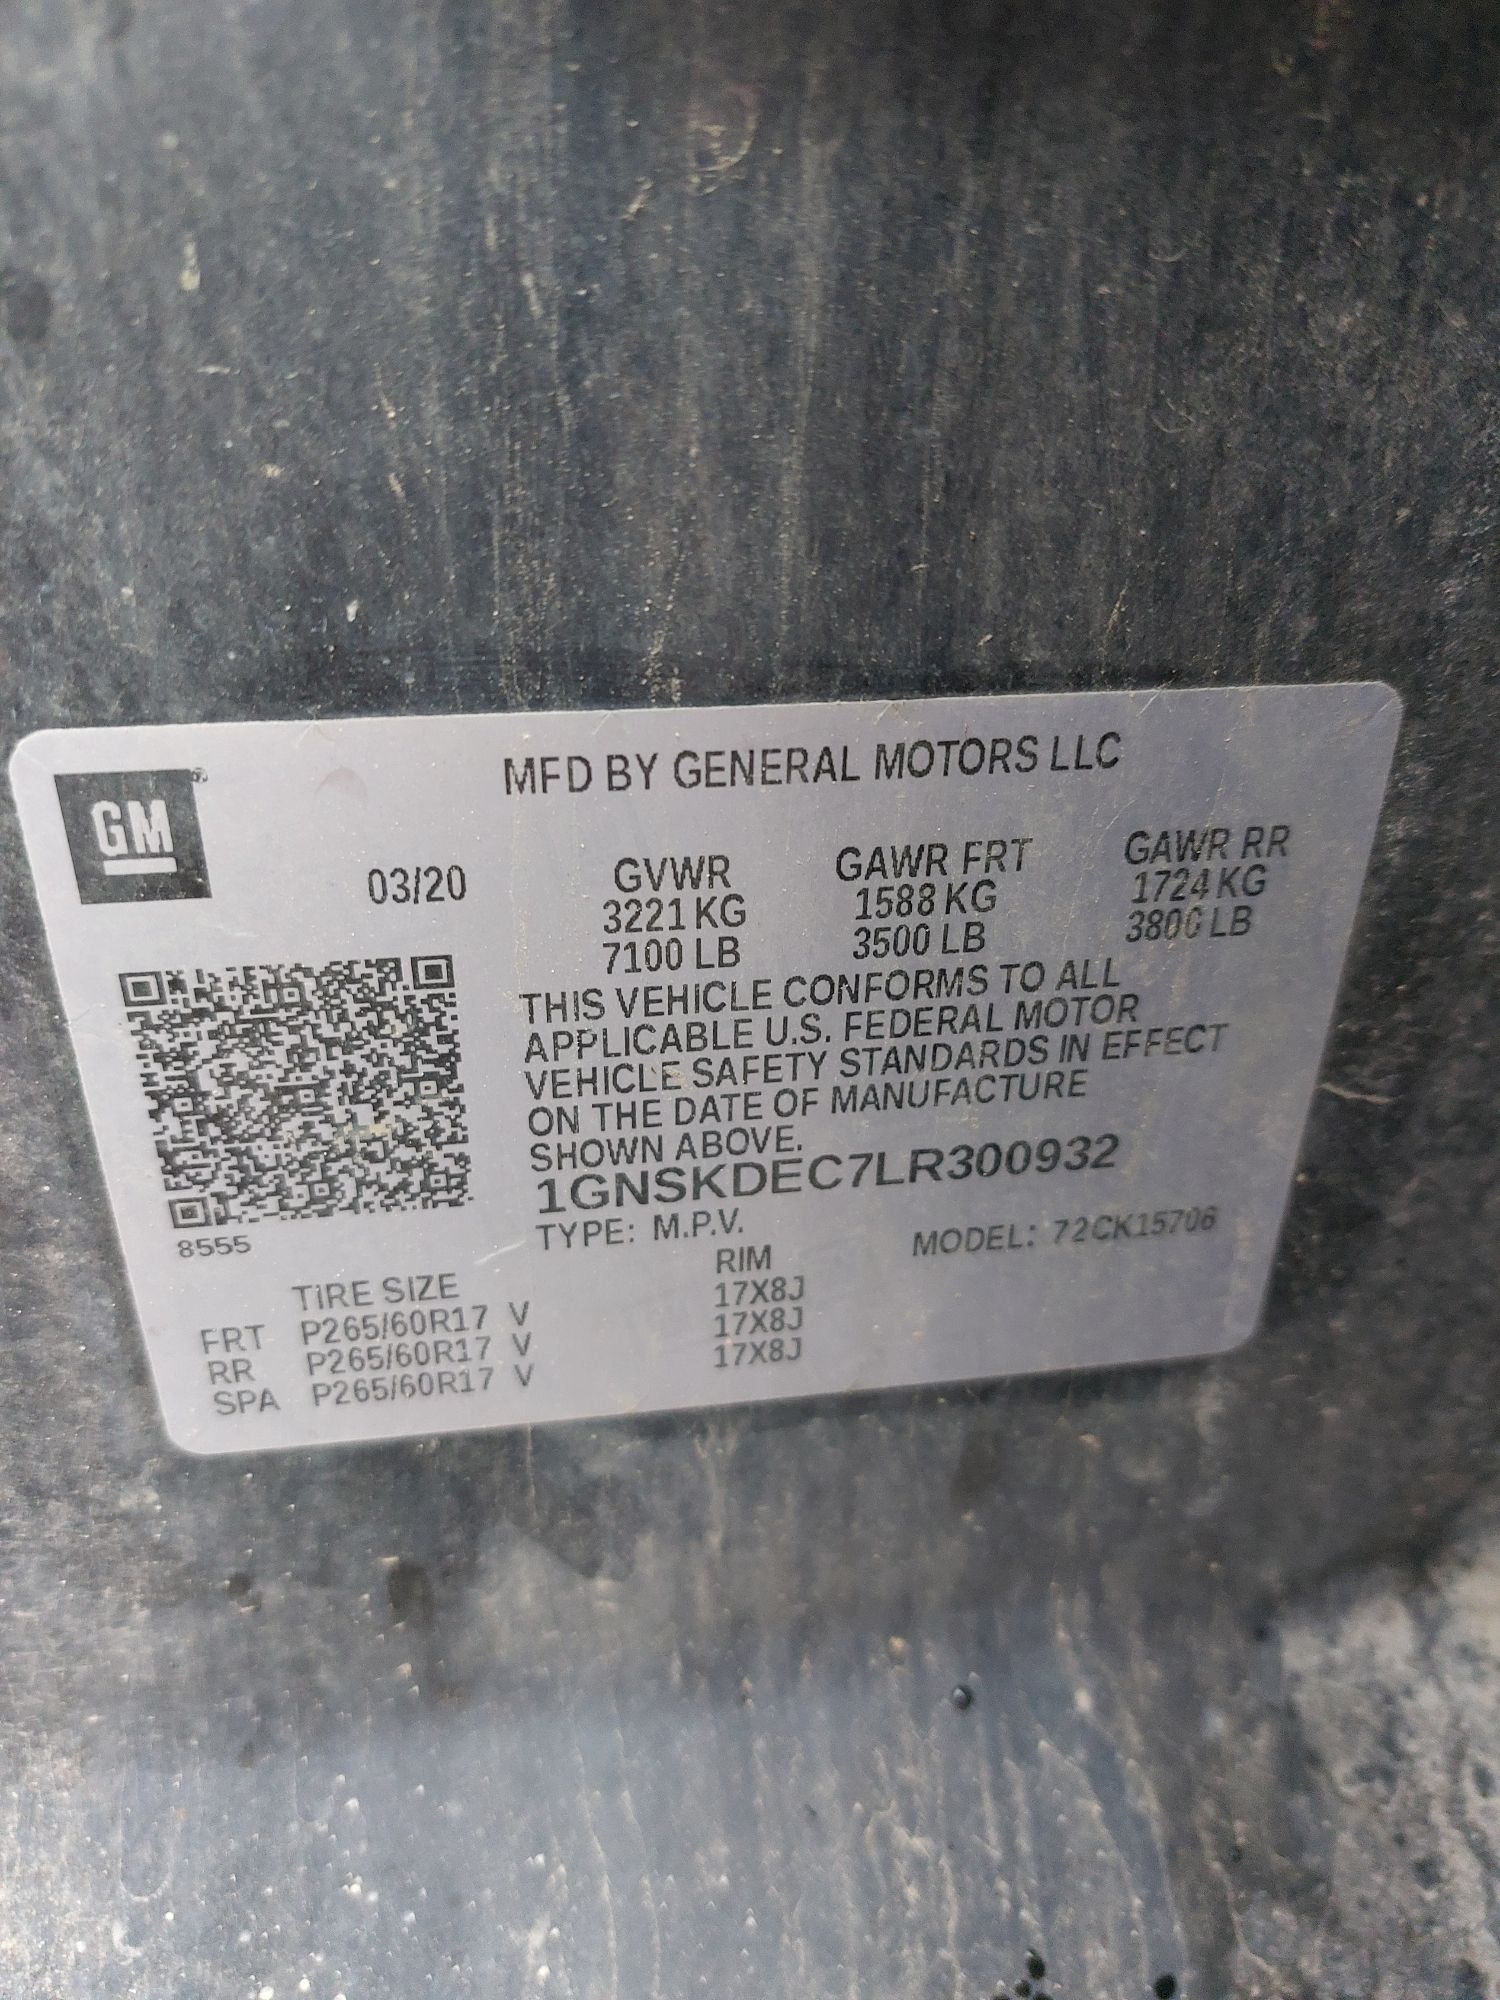 GM
MFD BY GENERAL MOTORS LLC
03/20
GVWR GAWR FRT GAWR RR
3221 KG 1588 KG 1724 KG
7100 LB 3500 LB 3800 LB
THIS VEHICLE CONFORMS TO ALL
APPLICABLE U.S. FEDERAL MOTOR
VEHICLE SAFETY STANDARDS IN EFFECT
ON THE DATE OF MANUFACTURE
SHOWN ABOVE.
1GNSKDEC7LR300932
TYPE: M.P.V. MODEL: 72CK15706
8555
TIRE SIZE RIM
FRT P265/60R17 V 17X8J
RR P265/60R17 V 17X8J
SPA P265/60R17 V 17X8J